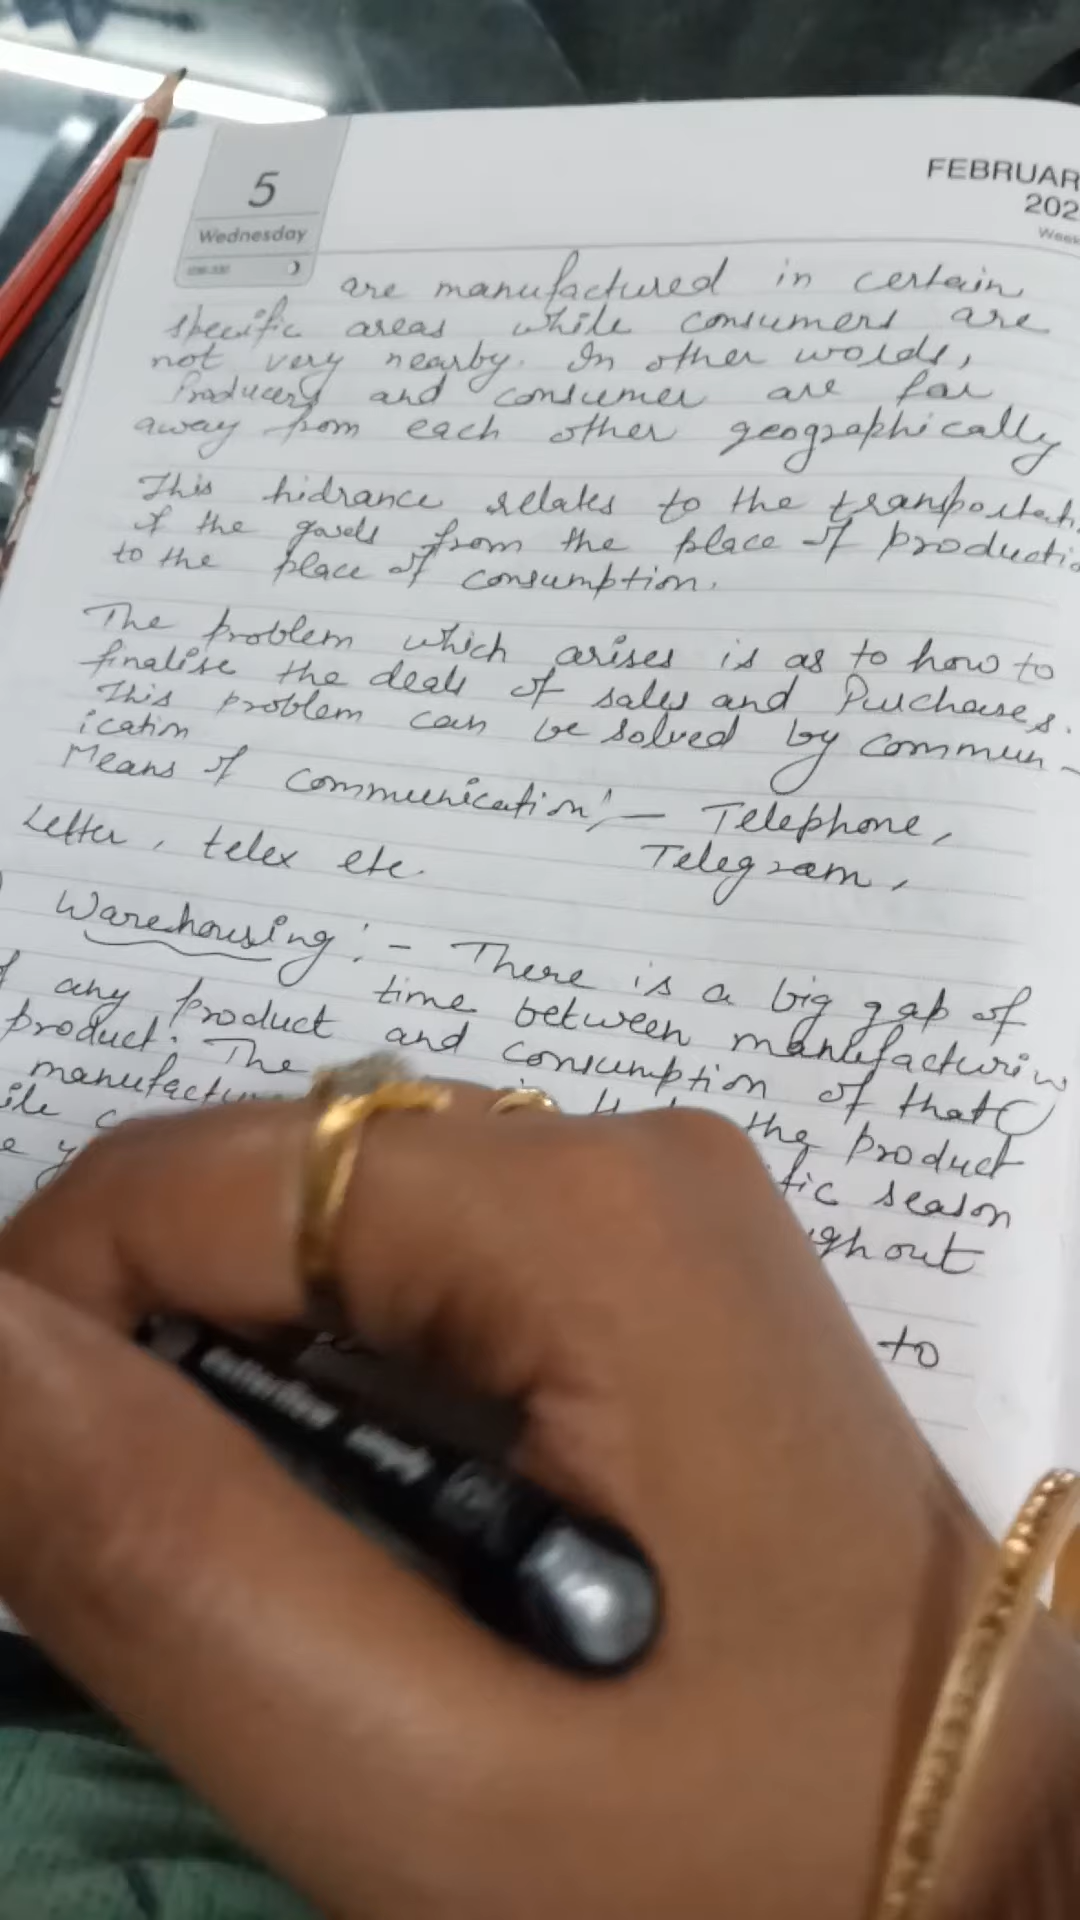 5
Wednesday
FEBRUAR
202
Week
are manufactured in certain
specific areas while consumers are
not very nearby. In other words,
Producers and consumer are far
away from each other geographically
This hidrance relates to the
of the goods from the place of producti
to the place of consumption.
The problem which arises is as to how to
finalise the deals of sales and Purchases.
This problem can be solved by commun-
ication
Means of communication:- Telephone,
Telegram,
Letter, telex etc.
Warehousing:- There is a big gap of
time between manufacturin
of any product and consumption of that
product. The the product
manufactu
season
ghout
to